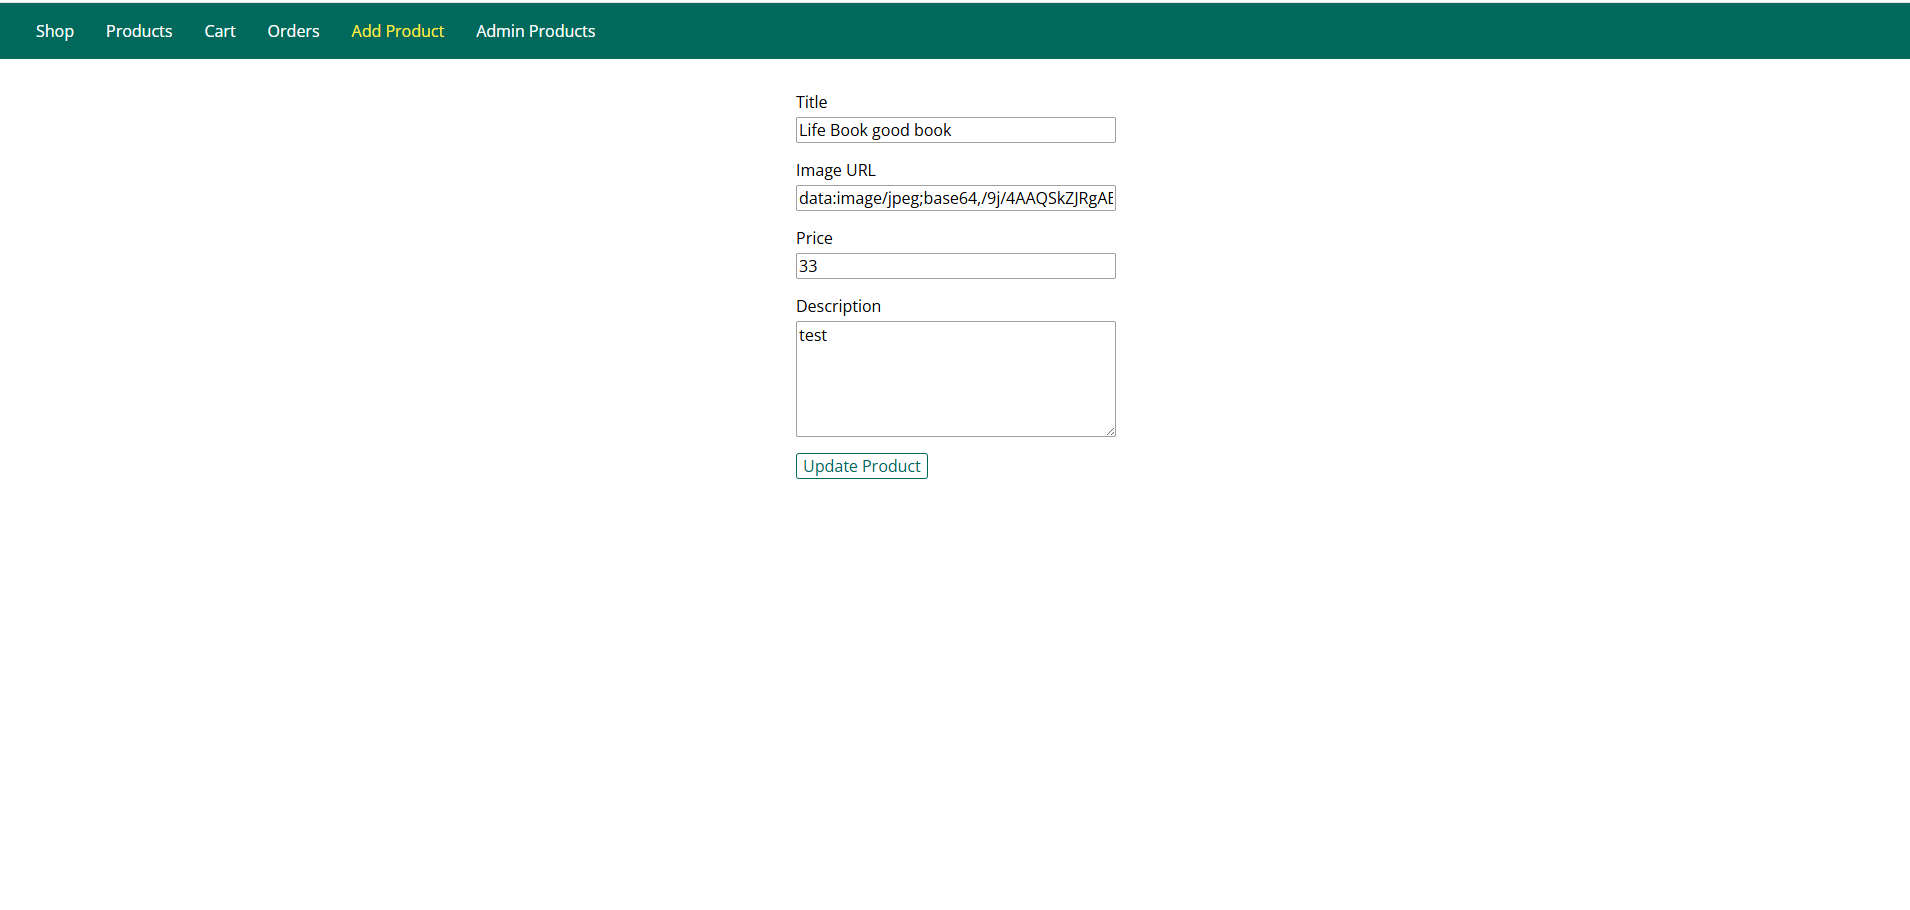 Shop Products Cart Orders Add Product Admin Products
Title
Life Book good book
Image URL
data:image/jpeg;base64,/9j/4AAQSkZJRgAE
Price
33
Description
test
Update Product